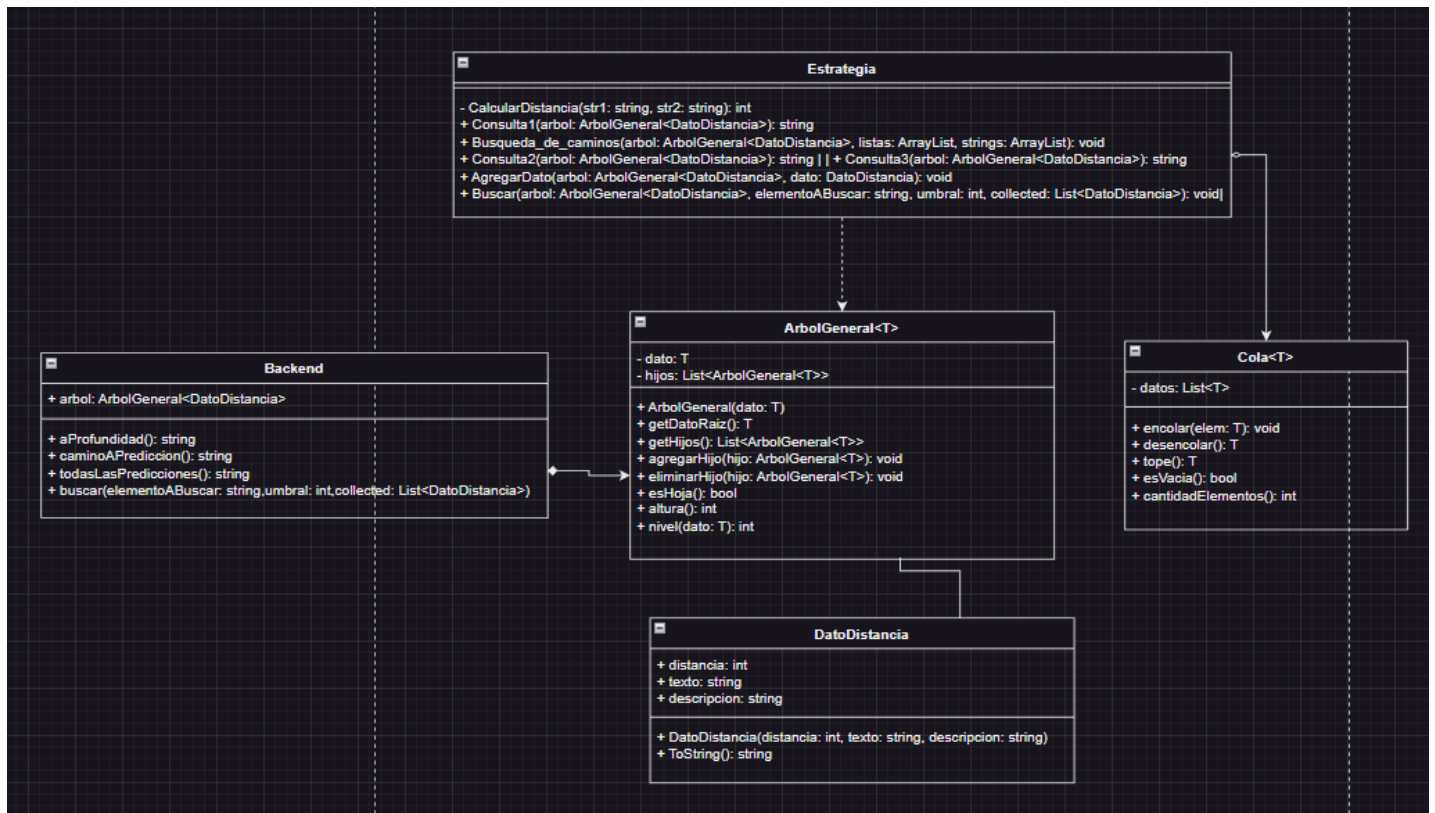 Estrategia
- CalcularDistancia(str1: string, str2: string): int
+ Consulta1(arbol: ArbolGeneral<DatoDistancia>): string
+ Busqueda_de_caminos(arbol: ArbolGeneral<DatoDistancia>, listas: ArrayList, strings: ArrayList): void
+ Consulta2(arbol: ArbolGeneral<DatoDistancia>): string | | + Consulta3(arbol: ArbolGeneral<DatoDistancia>): string
+ AgregarDato(arbol: ArbolGeneral<DatoDistancia>, dato: DatoDistancia): void
+ Buscar(arbol: ArbolGeneral<DatoDistancia>, elementoABuscar: string, umbral: int, collected: List<DatoDistancia>): void|
Backend
+ arbol: ArbolGeneral<DatoDistancia>
+ aProfundidad(): string
+ caminoAPrediccion(): string
+ todasLasPredicciones(): string
+ buscar(elementoABuscar: string,umbral: int,collected: List<DatoDistancia>)
ArbolGeneral<T>
- dato: T
- hijos: List<ArbolGeneral<T>>
+ ArbolGeneral(dato: T)
+ getDatoRaiz(): T
+ getHijos(): List<ArbolGeneral<T>>
+ agregarHijo(hijo: ArbolGeneral<T>): void
+ eliminarHijo(hijo: ArbolGeneral<T>): void
+ esHoja(): bool
+ altura(): int
+ nivel(dato: T): int
Cola<T>
- datos: List<T>
+ encolar(elem: T): void
+ desencolar(): T
+ tope(): T
+ esVacia(): bool
+ cantidadElementos(): int
DatoDistancia
+ distancia: int
+ texto: string
+ descripcion: string
+ DatoDistancia(distancia: int, texto: string, descripcion: string)
+ ToString(): string